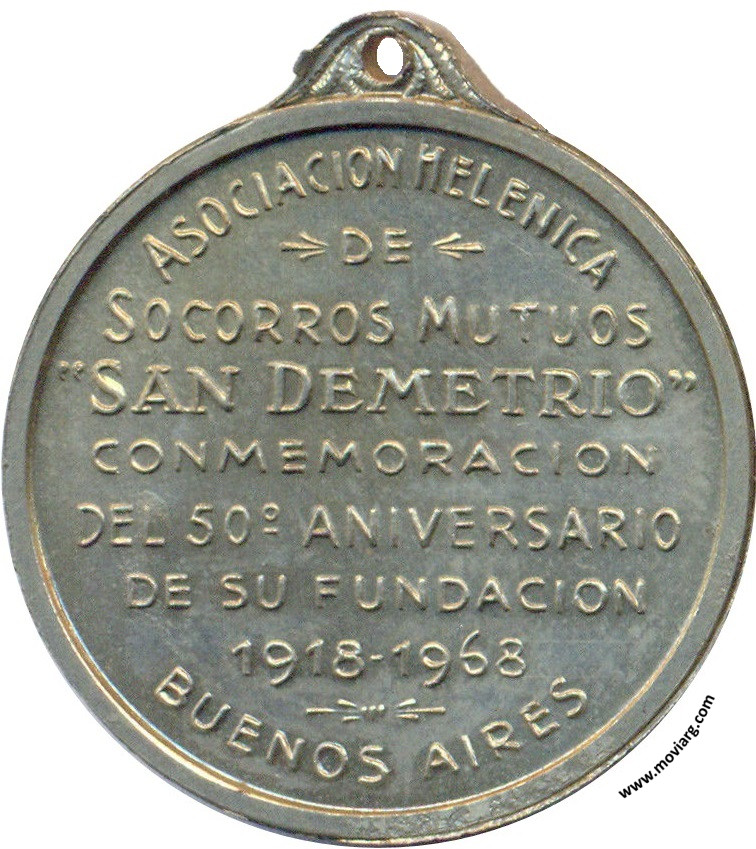 ASOCIACION HELENICA
DE
SOCORROS MUTUOS
"SAN DEMETRIO"
CONMEMORACION
DEL 50º ANIVERSARIO
DE SU FUNDACION
1918-1968
BUENOS AIRES
www.moviarg.com